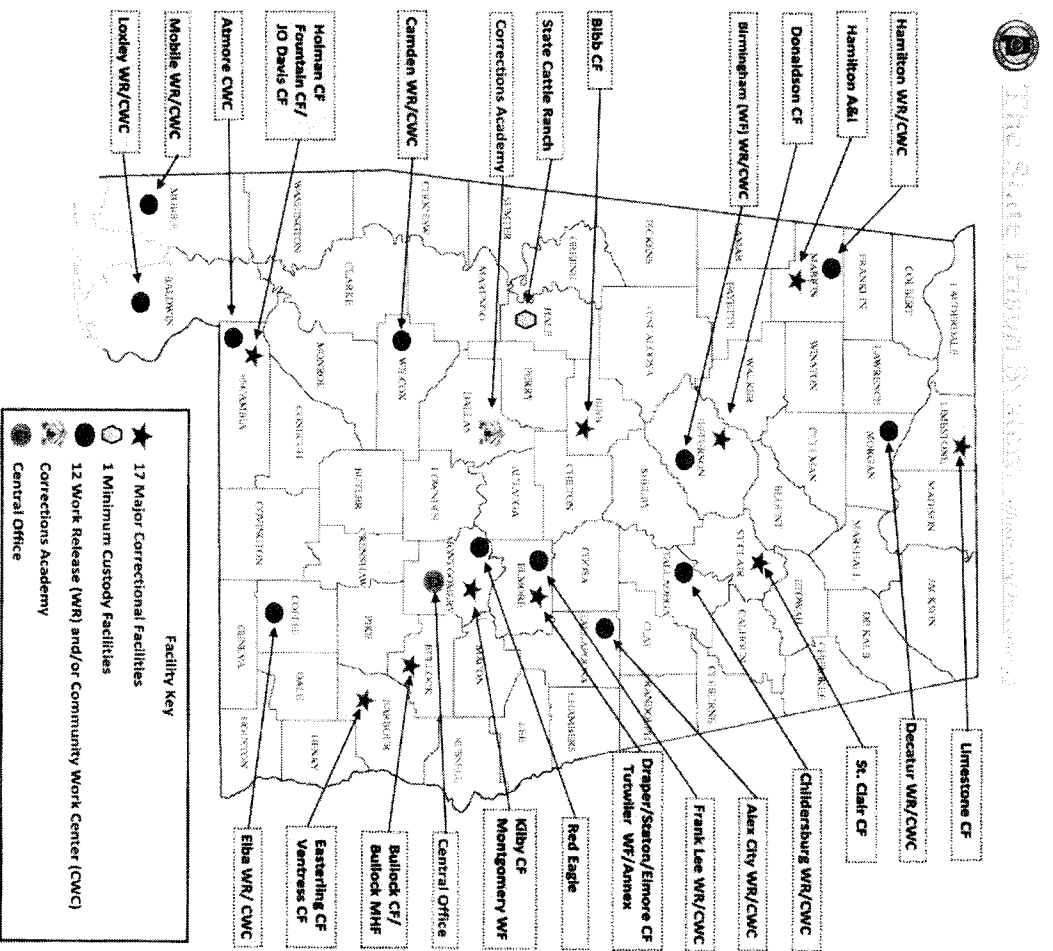 The State Prison System
Limestone CF
Decatur WR/CWC
St. Clair CF
Childersburg WR/CWC
Alex City WR/CWC
Frank Lee WR/CWC
Draper/Staton/Elmore CF
Tutwiler WF/Annex
Red Eagle
Kilby CF
Montgomery WF
Central Office
Bullock CF/
Bullock MHF
Easterling CF
Ventress CF
Elba WR/ CWC
Hamilton WR/CWC
Hamilton A&I
Donaldson CF
Birmingham (WF) WR/CWC
Bibb CF
State Cattle Ranch
Corrections Academy
Camden WR/CWC
Holman CF
Fountain CF/
JO Davis CF
Atmore CWC
Mobile WR/CWC
Loxley WR/CWC
LAUDERDALE
LIMESTONE
MADISON
JACKSON
COLBERT
FRANKLIN
LAWRENCE
MORGAN
MARSHALL
DE KALB
MARION
WINSTON
CULLMAN
BLOUNT
ETOWAH
CHEROKEE
LAMAR
FAYETTE
WALKER
JEFFERSON
ST CLAIR
CALHOUN
CLEBURNE
PICKENS
TUSCALOOSA
SHELBY
TALLADEGA
CLAY
RANDOLPH
GREENE
HALE
BIBB
CHILTON
COOSA
TALLAPOOSA
CHAMBERS
SUMTER
PERRY
AUTAUGA
ELMORE
LEE
MARENGO
DALLAS
LOWNDES
MONTGOMERY
MACON
RUSSELL
CHOCTAW
WILCOX
BUTLER
CRENSHAW
PIKE
BULLOCK
BARBOUR
CLARKE
MONROE
CONECUH
COVINGTON
COFFEE
DALE
HENRY
WASHINGTON
ESCAMBIA
GENEVA
HOUSTON
MOBILE
BALDWIN
Facility Key
17 Major Correctional Facilities
1 Minimum Custody Facilities
12 Work Release (WR) and/or Community Work Center (CWC)
Corrections Academy
Central Office